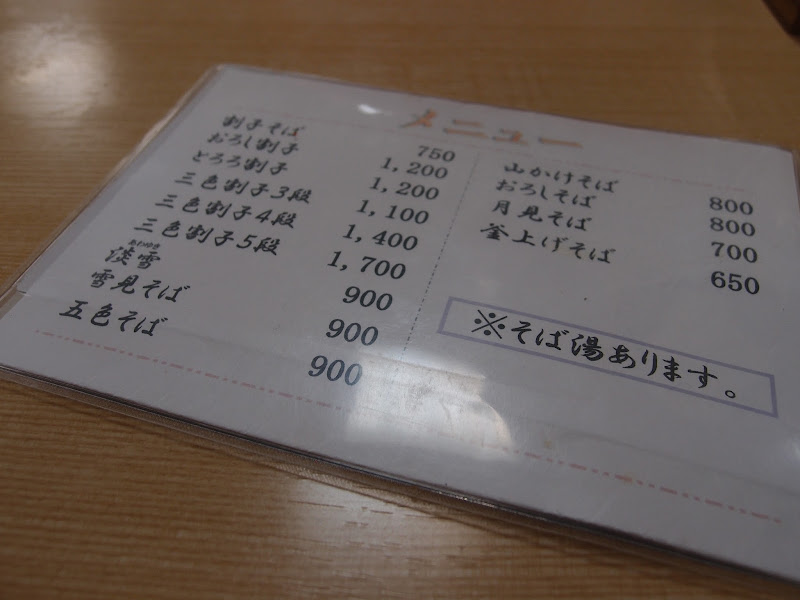 メニュー
割子そば 750
おろし割子 1,200
とろろ割子 1,200
三色割子3段 1,100
三色割子4段 1,400
三色割子5段 1,700
淡雪 900
雪見そば 900
五色そば 900
山かけそば 800
おろしそば 800
月見そば 700
釜上げそば 650
※そば湯あります。